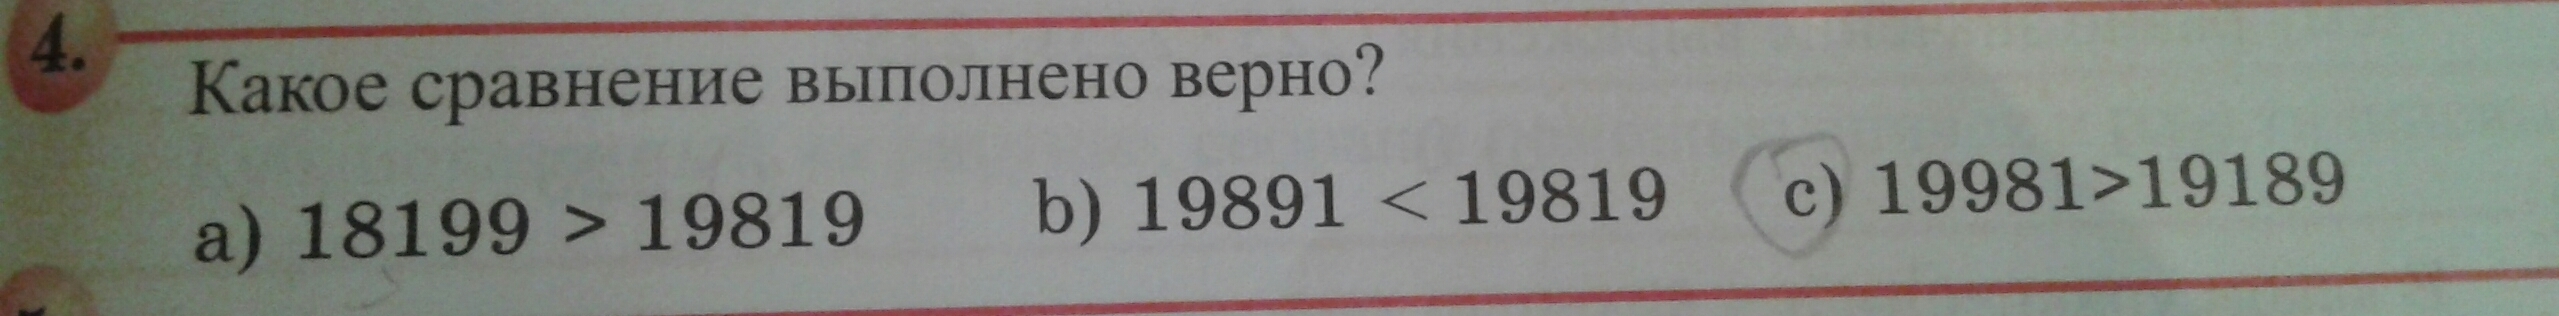 4.
Какое сравнение выполнено верно?
a) 18199 > 19819 b) 19891 < 19819 c) 19981>19189